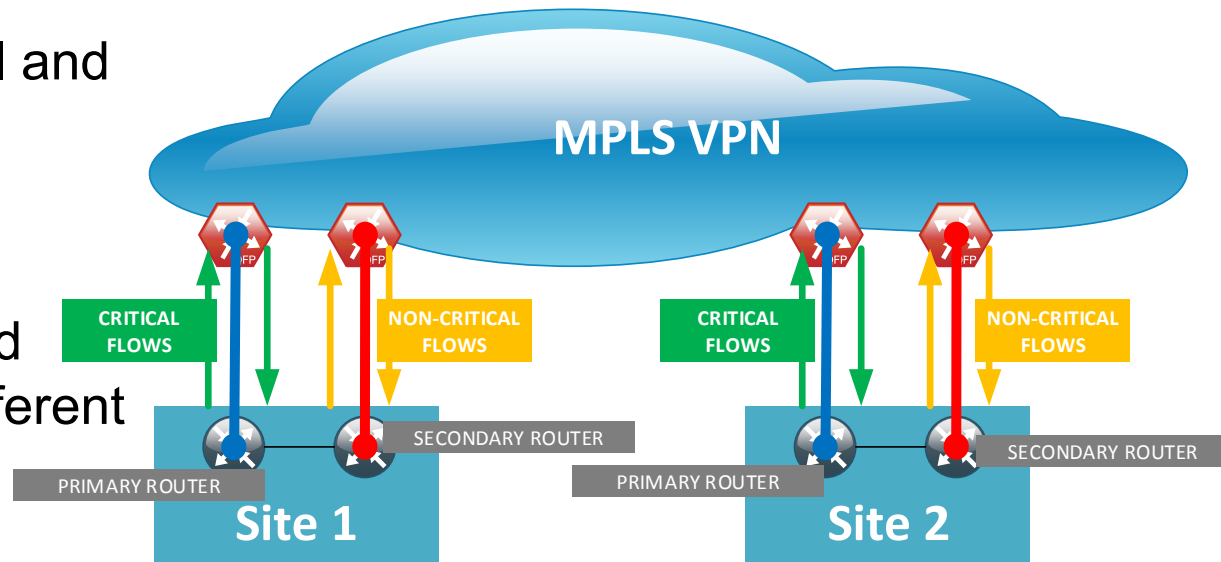 and
MPLS VPN
CRITICAL
FLOWS
NON-CRITICAL
FLOWS
CRITICAL
FLOWS
NON-CRITICAL
FLOWS
ferent
SECONDARY ROUTER
PRIMARY ROUTER
SECONDARY ROUTER
PRIMARY ROUTER
Site 1
Site 2